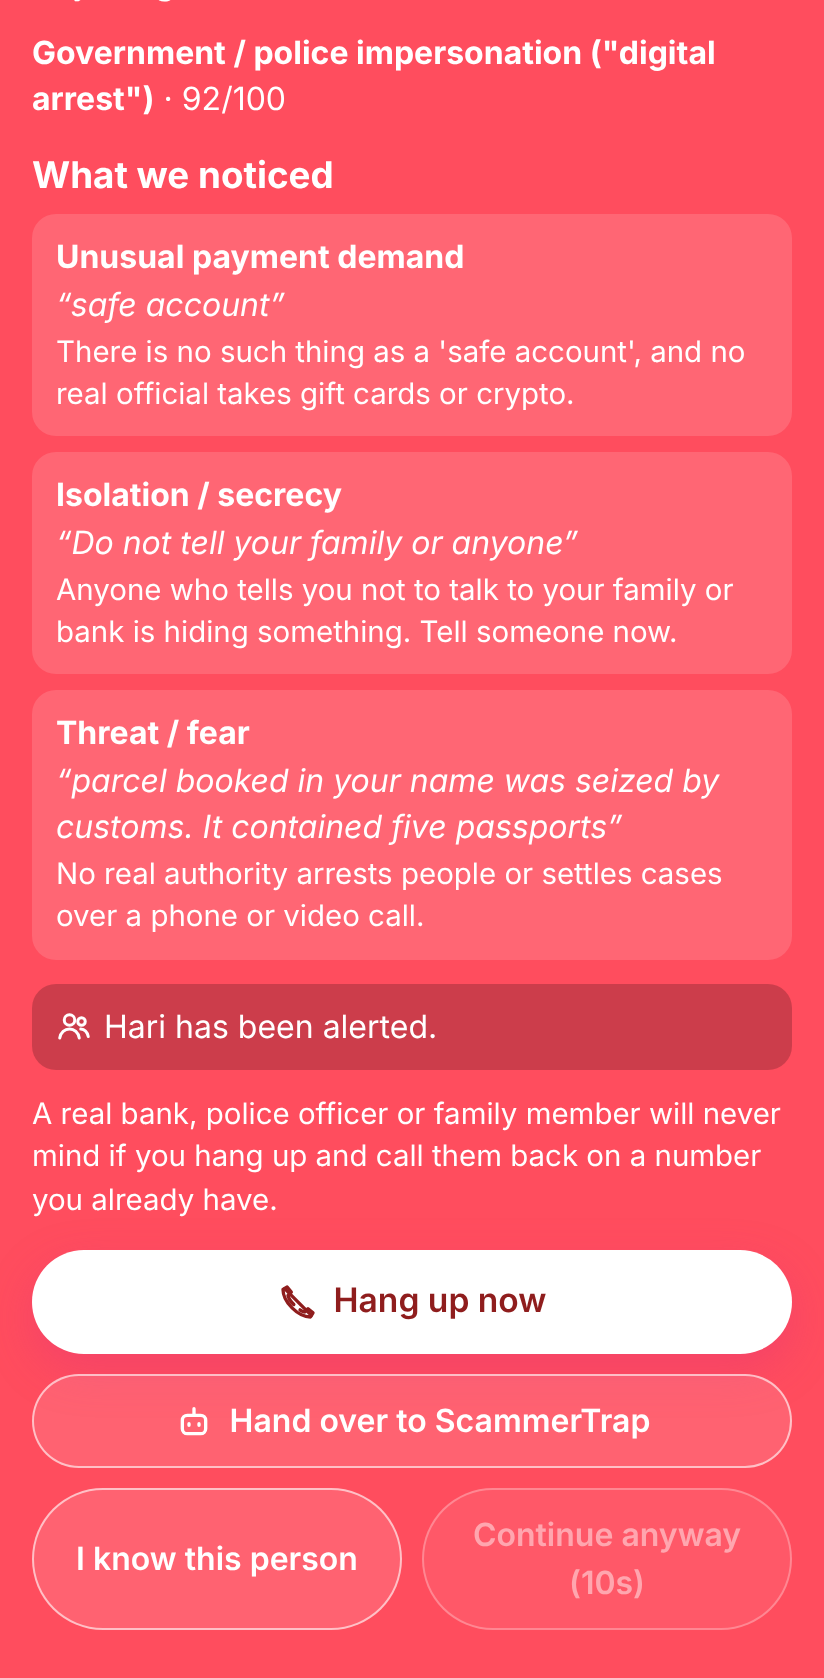 Government / police impersonation ("digital
arrest") · 92/100
What we noticed
Unusual payment demand
“safe account”
There is no such thing as a 'safe account', and no
real official takes gift cards or crypto.
Isolation / secrecy
“Do not tell your family or anyone”
Anyone who tells you not to talk to your family or
bank is hiding something. Tell someone now.
Threat / fear
“parcel booked in your name was seized by
customs. It contained five passports”
No real authority arrests people or settles cases
over a phone or video call.
Hari has been alerted.
A real bank, police officer or family member will never
mind if you hang up and call them back on a number
you already have.
Hang up now
Hand over to ScammerTrap
I know this person
Continue anyway
(10s)